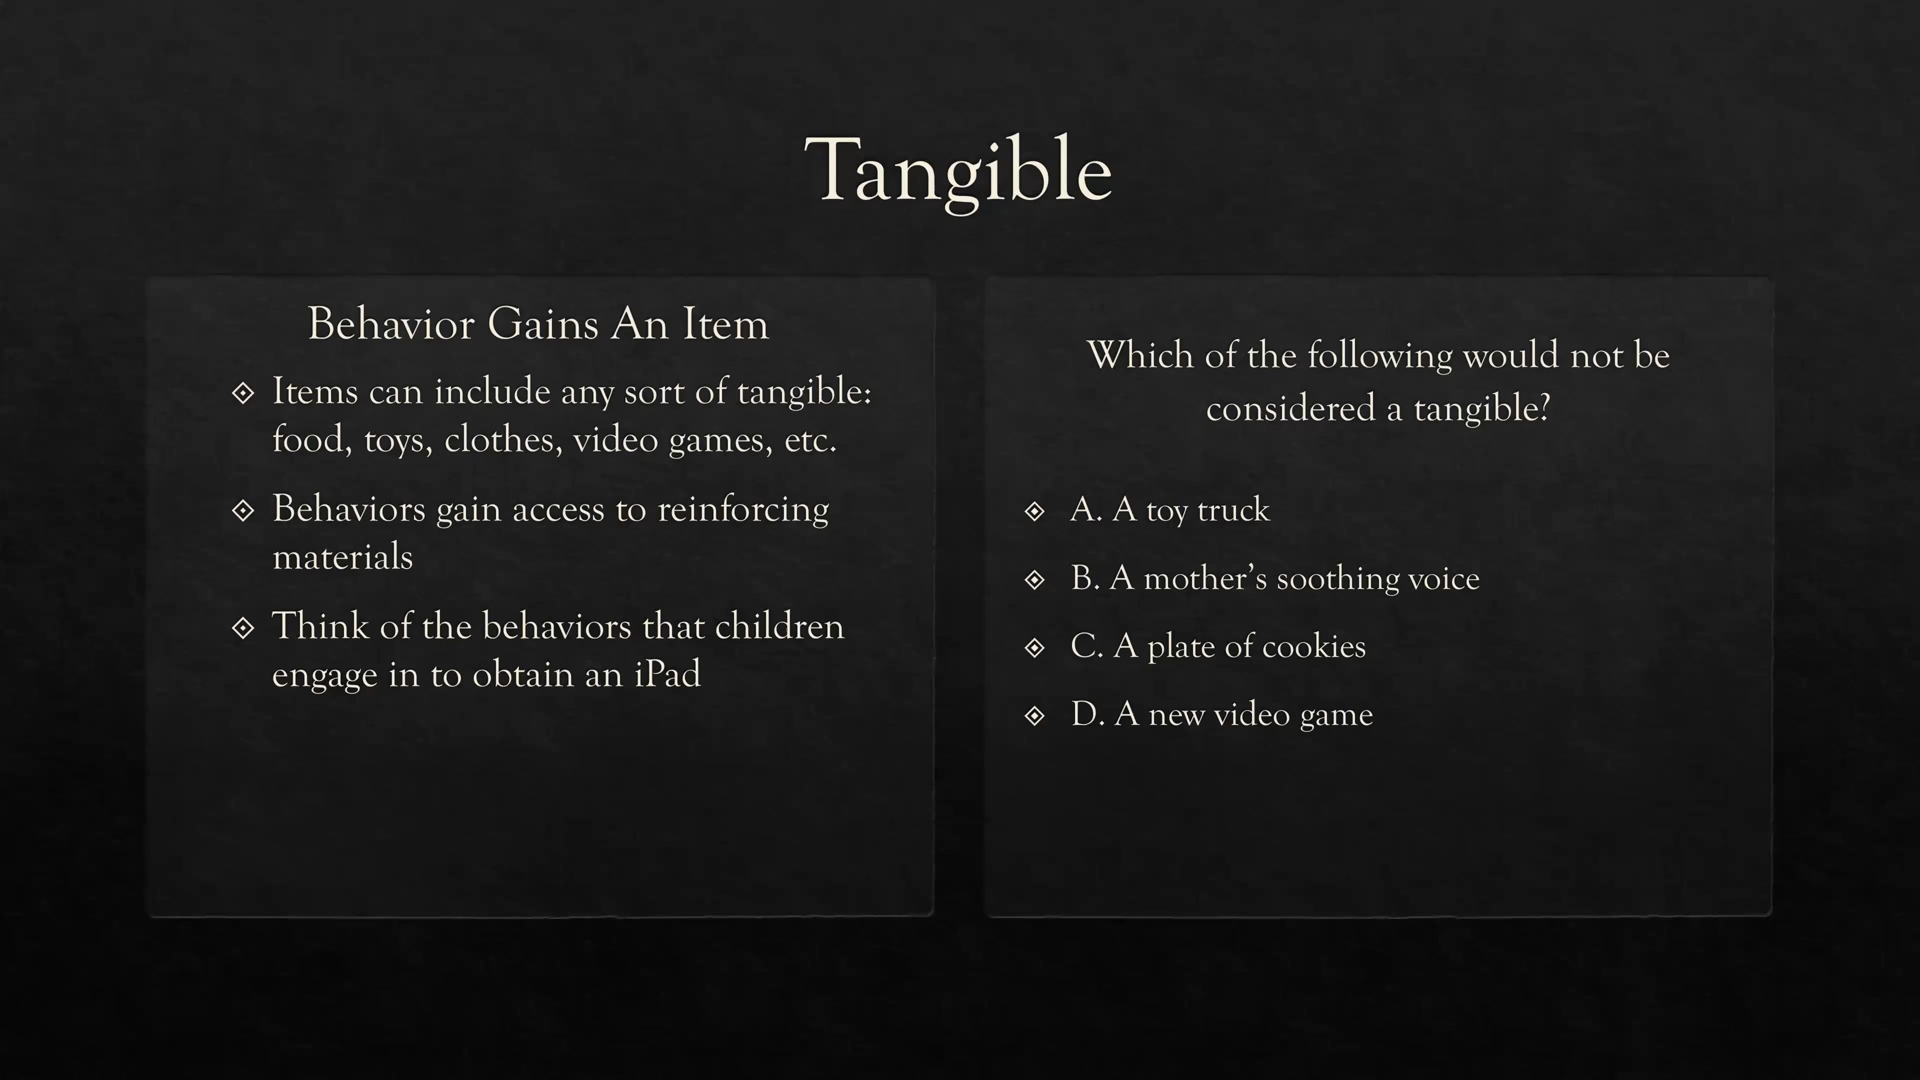 Tangible
Behavior Gains An Item
Items can include any sort of tangible:
food, toys, clothes, video games, etc.
Behaviors gain access to reinforcing
materials
Think of the behaviors that children
engage in to obtain an iPad
Which of the following would not be
considered a tangible?
A. A toy truck
B. A mother’s soothing voice
C. A plate of cookies
D. A new video game